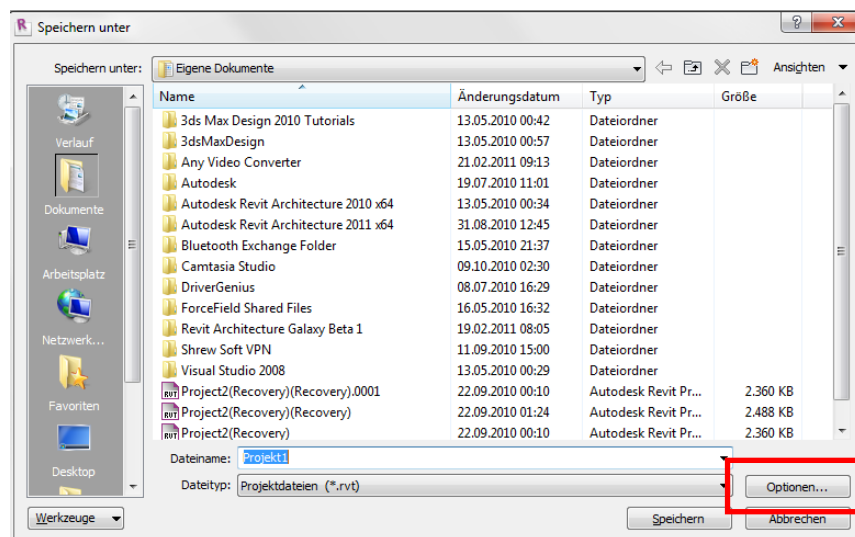 Speichern unter
Speichern unter: Eigene Dokumente Ansichten
Name Änderungsdatum Typ Größe
3ds Max Design 2010 Tutorials 13.05.2010 00:42 Dateiordner
3dsMaxDesign 13.05.2010 00:57 Dateiordner
Any Video Converter 21.02.2011 09:13 Dateiordner
Autodesk 19.07.2010 11:01 Dateiordner
Autodesk Revit Architecture 2010 x64 13.05.2010 00:34 Dateiordner
Autodesk Revit Architecture 2011 x64 31.08.2010 12:45 Dateiordner
Bluetooth Exchange Folder 15.05.2010 21:37 Dateiordner
Camtasia Studio 09.10.2010 02:30 Dateiordner
DriverGenius 08.07.2010 16:29 Dateiordner
ForceField Shared Files 16.05.2010 16:32 Dateiordner
Revit Architecture Galaxy Beta 1 19.02.2011 08:05 Dateiordner
Shrew Soft VPN 11.09.2010 15:00 Dateiordner
Visual Studio 2008 13.05.2010 00:29 Dateiordner
Project2(Recovery)(Recovery).0001 22.09.2010 00:10 Autodesk Revit Pr... 2.360 KB
Project2(Recovery)(Recovery) 22.09.2010 01:24 Autodesk Revit Pr... 2.488 KB
Project2(Recovery) 22.09.2010 00:10 Autodesk Revit Pr... 2.360 KB
Verlauf
Dokumente
Arbeitsplatz
Netzwerk...
Favoriten
Desktop
Dateiname: Projekt1
Dateityp: Projektdateien (*.rvt) Optionen...
Werkzeuge Speichern Abbrechen